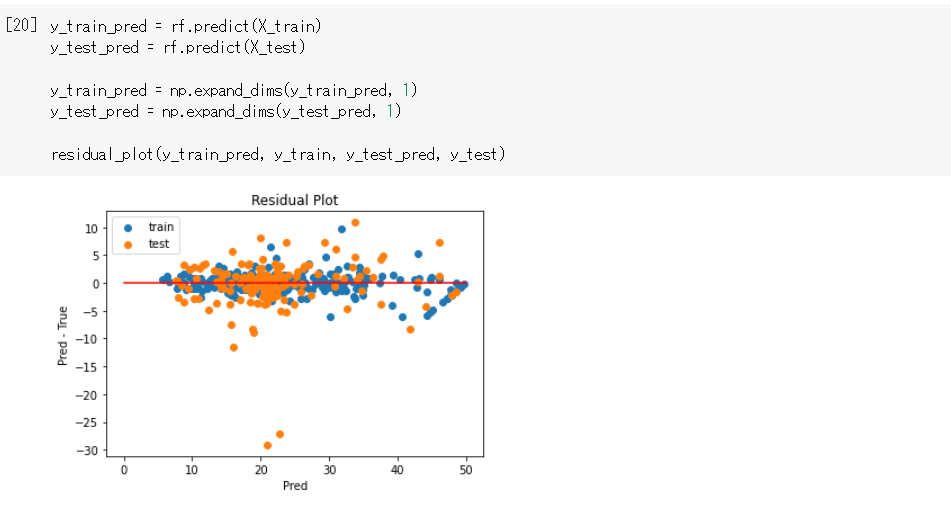 [20] y_train_pred = rf.predict(X_train)
y_test_pred = rf.predict(X_test)
y_train_pred = np.expand_dims(y_train_pred, 1)
y_test_pred = np.expand_dims(y_test_pred, 1)
residual_plot(y_train_pred, y_train, y_test_pred, y_test)
Residual Plot
train
test
10
5
0
−5
−10
−15
−20
−25
−30
Pred - True
0 10 20 30 40 50
Pred